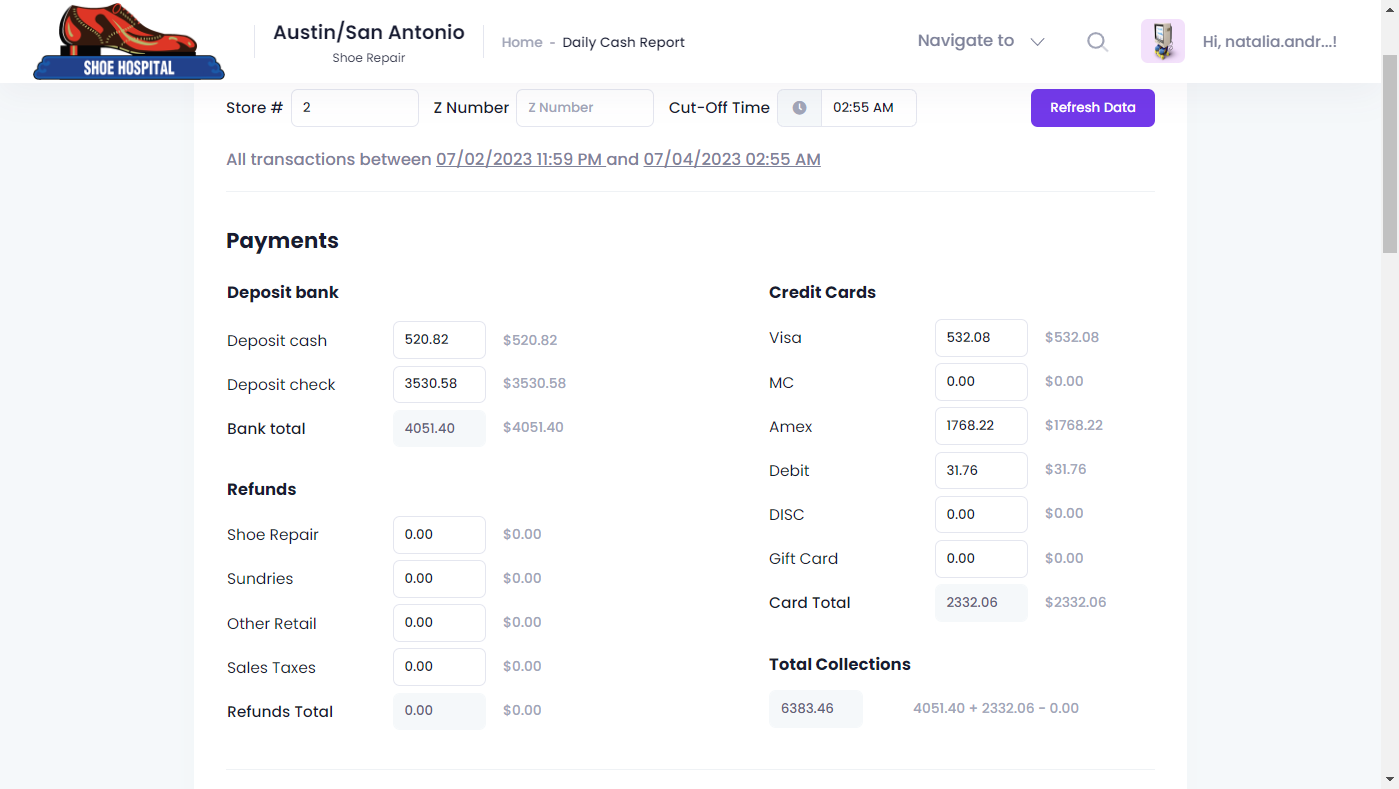 SHOE HOSPITAL
Austin/San Antonio
Shoe Repair
Home - Daily Cash Report
Navigate to
Hi, natalia.andr...!
Store # 2 Z Number Z Number Cut-Off Time 02:55 AM Refresh Data
All transactions between 07/02/2023 11:59 PM and 07/04/2023 02:55 AM
Payments
Deposit bank
Deposit cash 520.82 $520.82
Deposit check 3530.58 $3530.58
Bank total 4051.40 $4051.40
Refunds
Shoe Repair 0.00 $0.00
Sundries 0.00 $0.00
Other Retail 0.00 $0.00
Sales Taxes 0.00 $0.00
Refunds Total 0.00 $0.00
Credit Cards
Visa 532.08 $532.08
MC 0.00 $0.00
Amex 1768.22 $1768.22
Debit 31.76 $31.76
DISC 0.00 $0.00
Gift Card 0.00 $0.00
Card Total 2332.06 $2332.06
Total Collections
6383.46 4051.40 + 2332.06 - 0.00